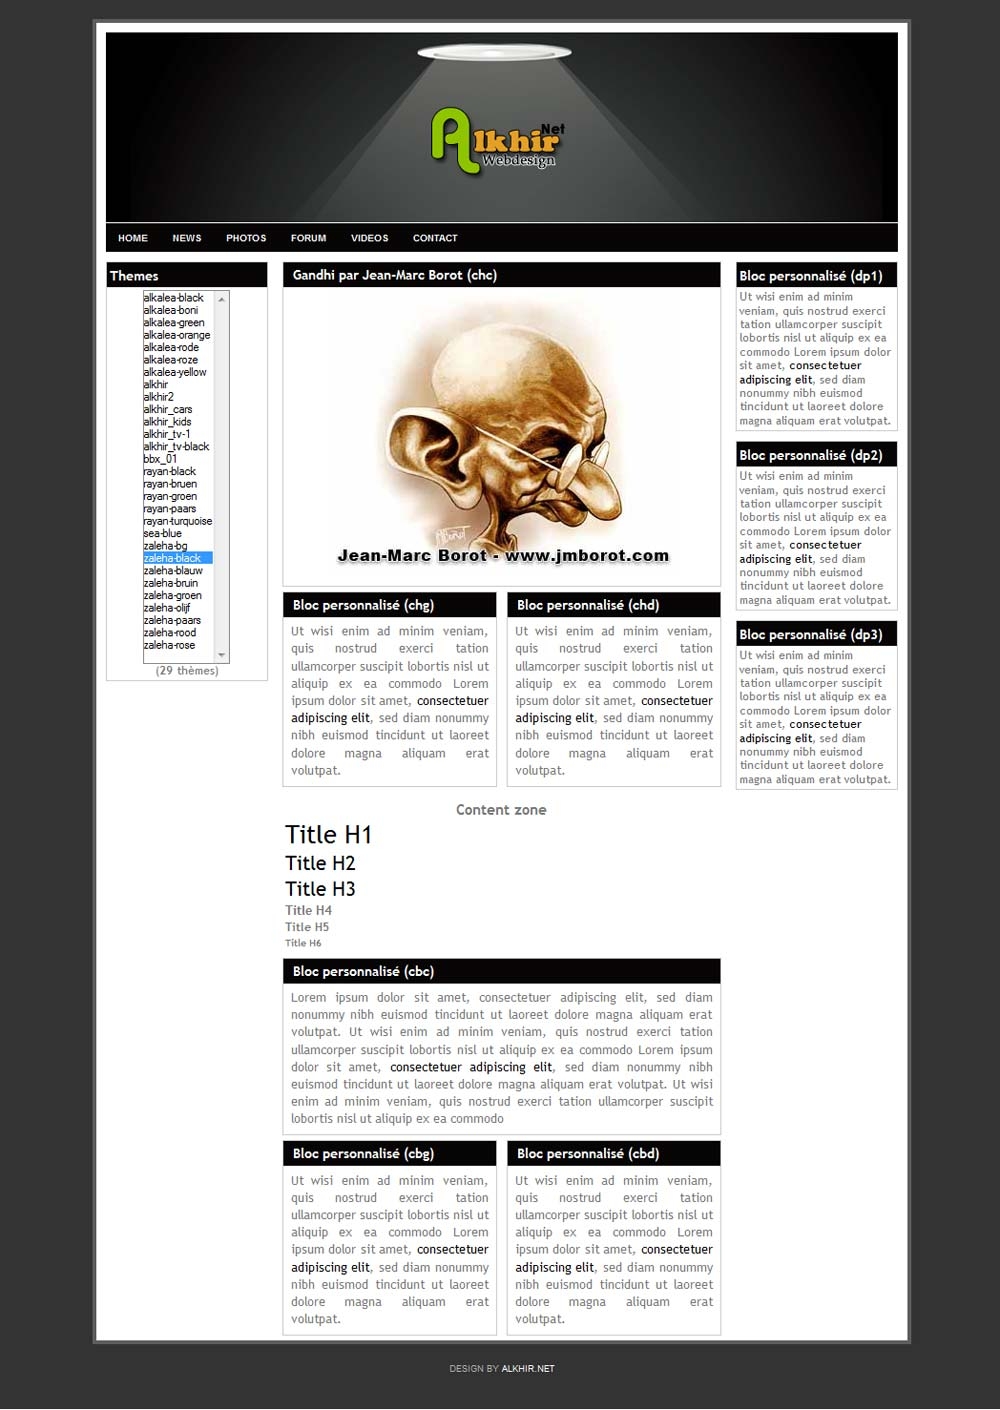 Alkhir Net
Webdesign
HOME NEWS PHOTOS FORUM VIDEOS CONTACT
Themes
alkalea-black
alkalea-boni
alkalea-green
alkalea-orange
alkalea-rode
alkalea-roze
alkalea-yellow
alkhir
alkhir2
alkhir_cars
alkhir_kids
alkhir_tv-1
alkhir_tv-black
bbx_01
rayan-black
rayan-bruen
rayan-groen
rayan-paars
rayan-turquoise
sea-blue
zaleha-bg
zaleha-black
zaleha-blauw
zaleha-bruin
zaleha-groen
zaleha-olijf
zaleha-paars
zaleha-rood
zaleha-rose
(29 thèmes)
Gandhi par Jean-Marc Borot (chc)
Jean-Marc Borot - www.jmborot.com
Bloc personnalisé (chg)
Ut wisi enim ad minim veniam,
quis nostrud exerci tation
ullamcorper suscipit lobortis nisl ut
aliquip ex ea commodo Lorem
ipsum dolor sit amet, consectetuer
adipiscing elit, sed diam nonummy
nibh euismod tincidunt ut laoreet
dolore magna aliquam erat
volutpat.
Bloc personnalisé (chd)
Ut wisi enim ad minim veniam,
quis nostrud exerci tation
ullamcorper suscipit lobortis nisl ut
aliquip ex ea commodo Lorem
ipsum dolor sit amet, consectetuer
adipiscing elit, sed diam nonummy
nibh euismod tincidunt ut laoreet
dolore magna aliquam erat
volutpat.
Content zone
Title H1
Title H2
Title H3
Title H4
Title H5
Title H6
Bloc personnalisé (cbc)
Lorem ipsum dolor sit amet, consectetuer adipiscing elit, sed diam
nonummy nibh euismod tincidunt ut laoreet dolore magna aliquam erat
volutpat. Ut wisi enim ad minim veniam, quis nostrud exerci tation
ullamcorper suscipit lobortis nisl ut aliquip ex ea commodo Lorem ipsum
dolor sit amet, consectetuer adipiscing elit, sed diam nonummy nibh
euismod tincidunt ut laoreet dolore magna aliquam erat volutpat. Ut wisi
enim ad minim veniam, quis nostrud exerci tation ullamcorper suscipit
lobortis nisl ut aliquip ex ea commodo
Bloc personnalisé (cbg)
Ut wisi enim ad minim veniam,
quis nostrud exerci tation
ullamcorper suscipit lobortis nisl ut
aliquip ex ea commodo Lorem
ipsum dolor sit amet, consectetuer
adipiscing elit, sed diam nonummy
nibh euismod tincidunt ut laoreet
dolore magna aliquam erat
volutpat.
Bloc personnalisé (cbd)
Ut wisi enim ad minim veniam,
quis nostrud exerci tation
ullamcorper suscipit lobortis nisl ut
aliquip ex ea commodo Lorem
ipsum dolor sit amet, consectetuer
adipiscing elit, sed diam nonummy
nibh euismod tincidunt ut laoreet
dolore magna aliquam erat
volutpat.
Bloc personnalisé (dp1)
Ut wisi enim ad minim
veniam, quis nostrud exerci
tation ullamcorper suscipit
lobortis nisl ut aliquip ex ea
commodo Lorem ipsum dolor
sit amet, consectetuer
adipiscing elit, sed diam
nonummy nibh euismod
tincidunt ut laoreet dolore
magna aliquam erat volutpat.
Bloc personnalisé (dp2)
Ut wisi enim ad minim
veniam, quis nostrud exerci
tation ullamcorper suscipit
lobortis nisl ut aliquip ex ea
commodo Lorem ipsum dolor
sit amet, consectetuer
adipiscing elit, sed diam
nonummy nibh euismod
tincidunt ut laoreet dolore
magna aliquam erat volutpat.
Bloc personnalisé (dp3)
Ut wisi enim ad minim
veniam, quis nostrud exerci
tation ullamcorper suscipit
lobortis nisl ut aliquip ex ea
commodo Lorem ipsum dolor
sit amet, consectetuer
adipiscing elit, sed diam
nonummy nibh euismod
tincidunt ut laoreet dolore
magna aliquam erat volutpat.
DESIGN BY ALKHIR.NET